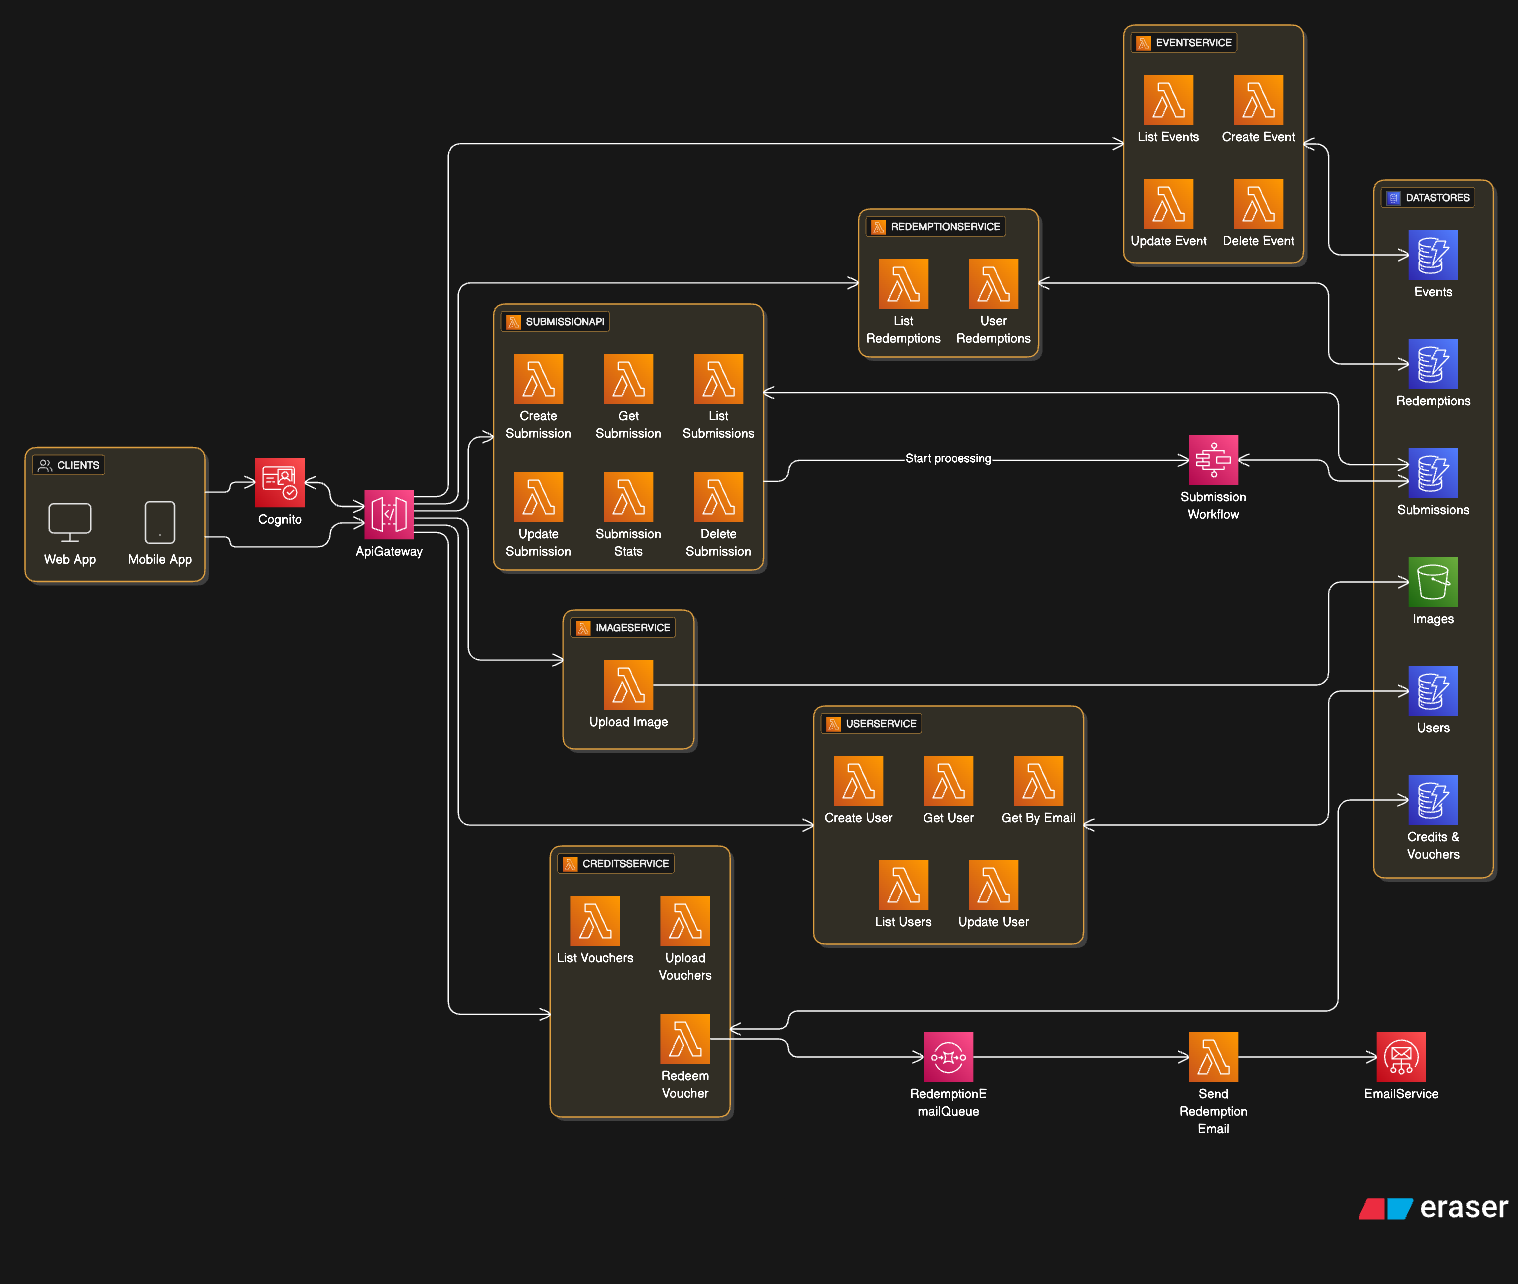 EVENTSERVICE
List Events
Create Event
Update Event
Delete Event
DATASTORES
Events
Redemptions
Submissions
Images
Users
Credits &
Vouchers
REDEMPTIONSERVICE
List
Redemptions
User
Redemptions
SUBMISSIONAPI
Create
Submission
Get
Submission
List
Submissions
Update
Submission
Submission
Stats
Delete
Submission
Start processing
Submission
Workflow
CLIENTS
Web App
Mobile App
Cognito
ApiGateway
IMAGESERVICE
Upload Image
USERSERVICE
Create User
Get User
Get By Email
List Users
Update User
CREDITSSERVICE
List Vouchers
Upload
Vouchers
Redeem
Voucher
RedemptionE
mailQueue
Send
Redemption
Email
EmailService
eraser